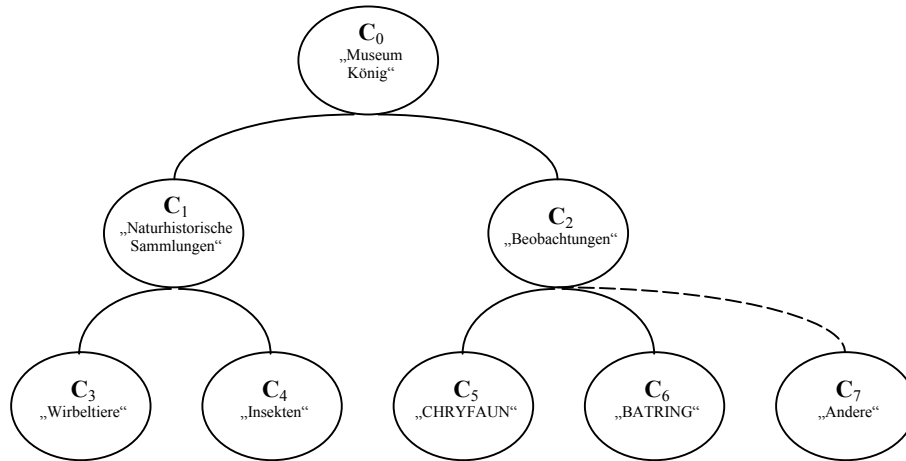 C₀
„Museum
König“
C₁
„Naturhistorische
Sammlungen“
C₂
„Beobachtungen“
C₃
„Wirbeltiere“
C₄
„Insekten“
C₅
„CHRYFAUN“
C₆
„BATRING“
C₇
„Andere“